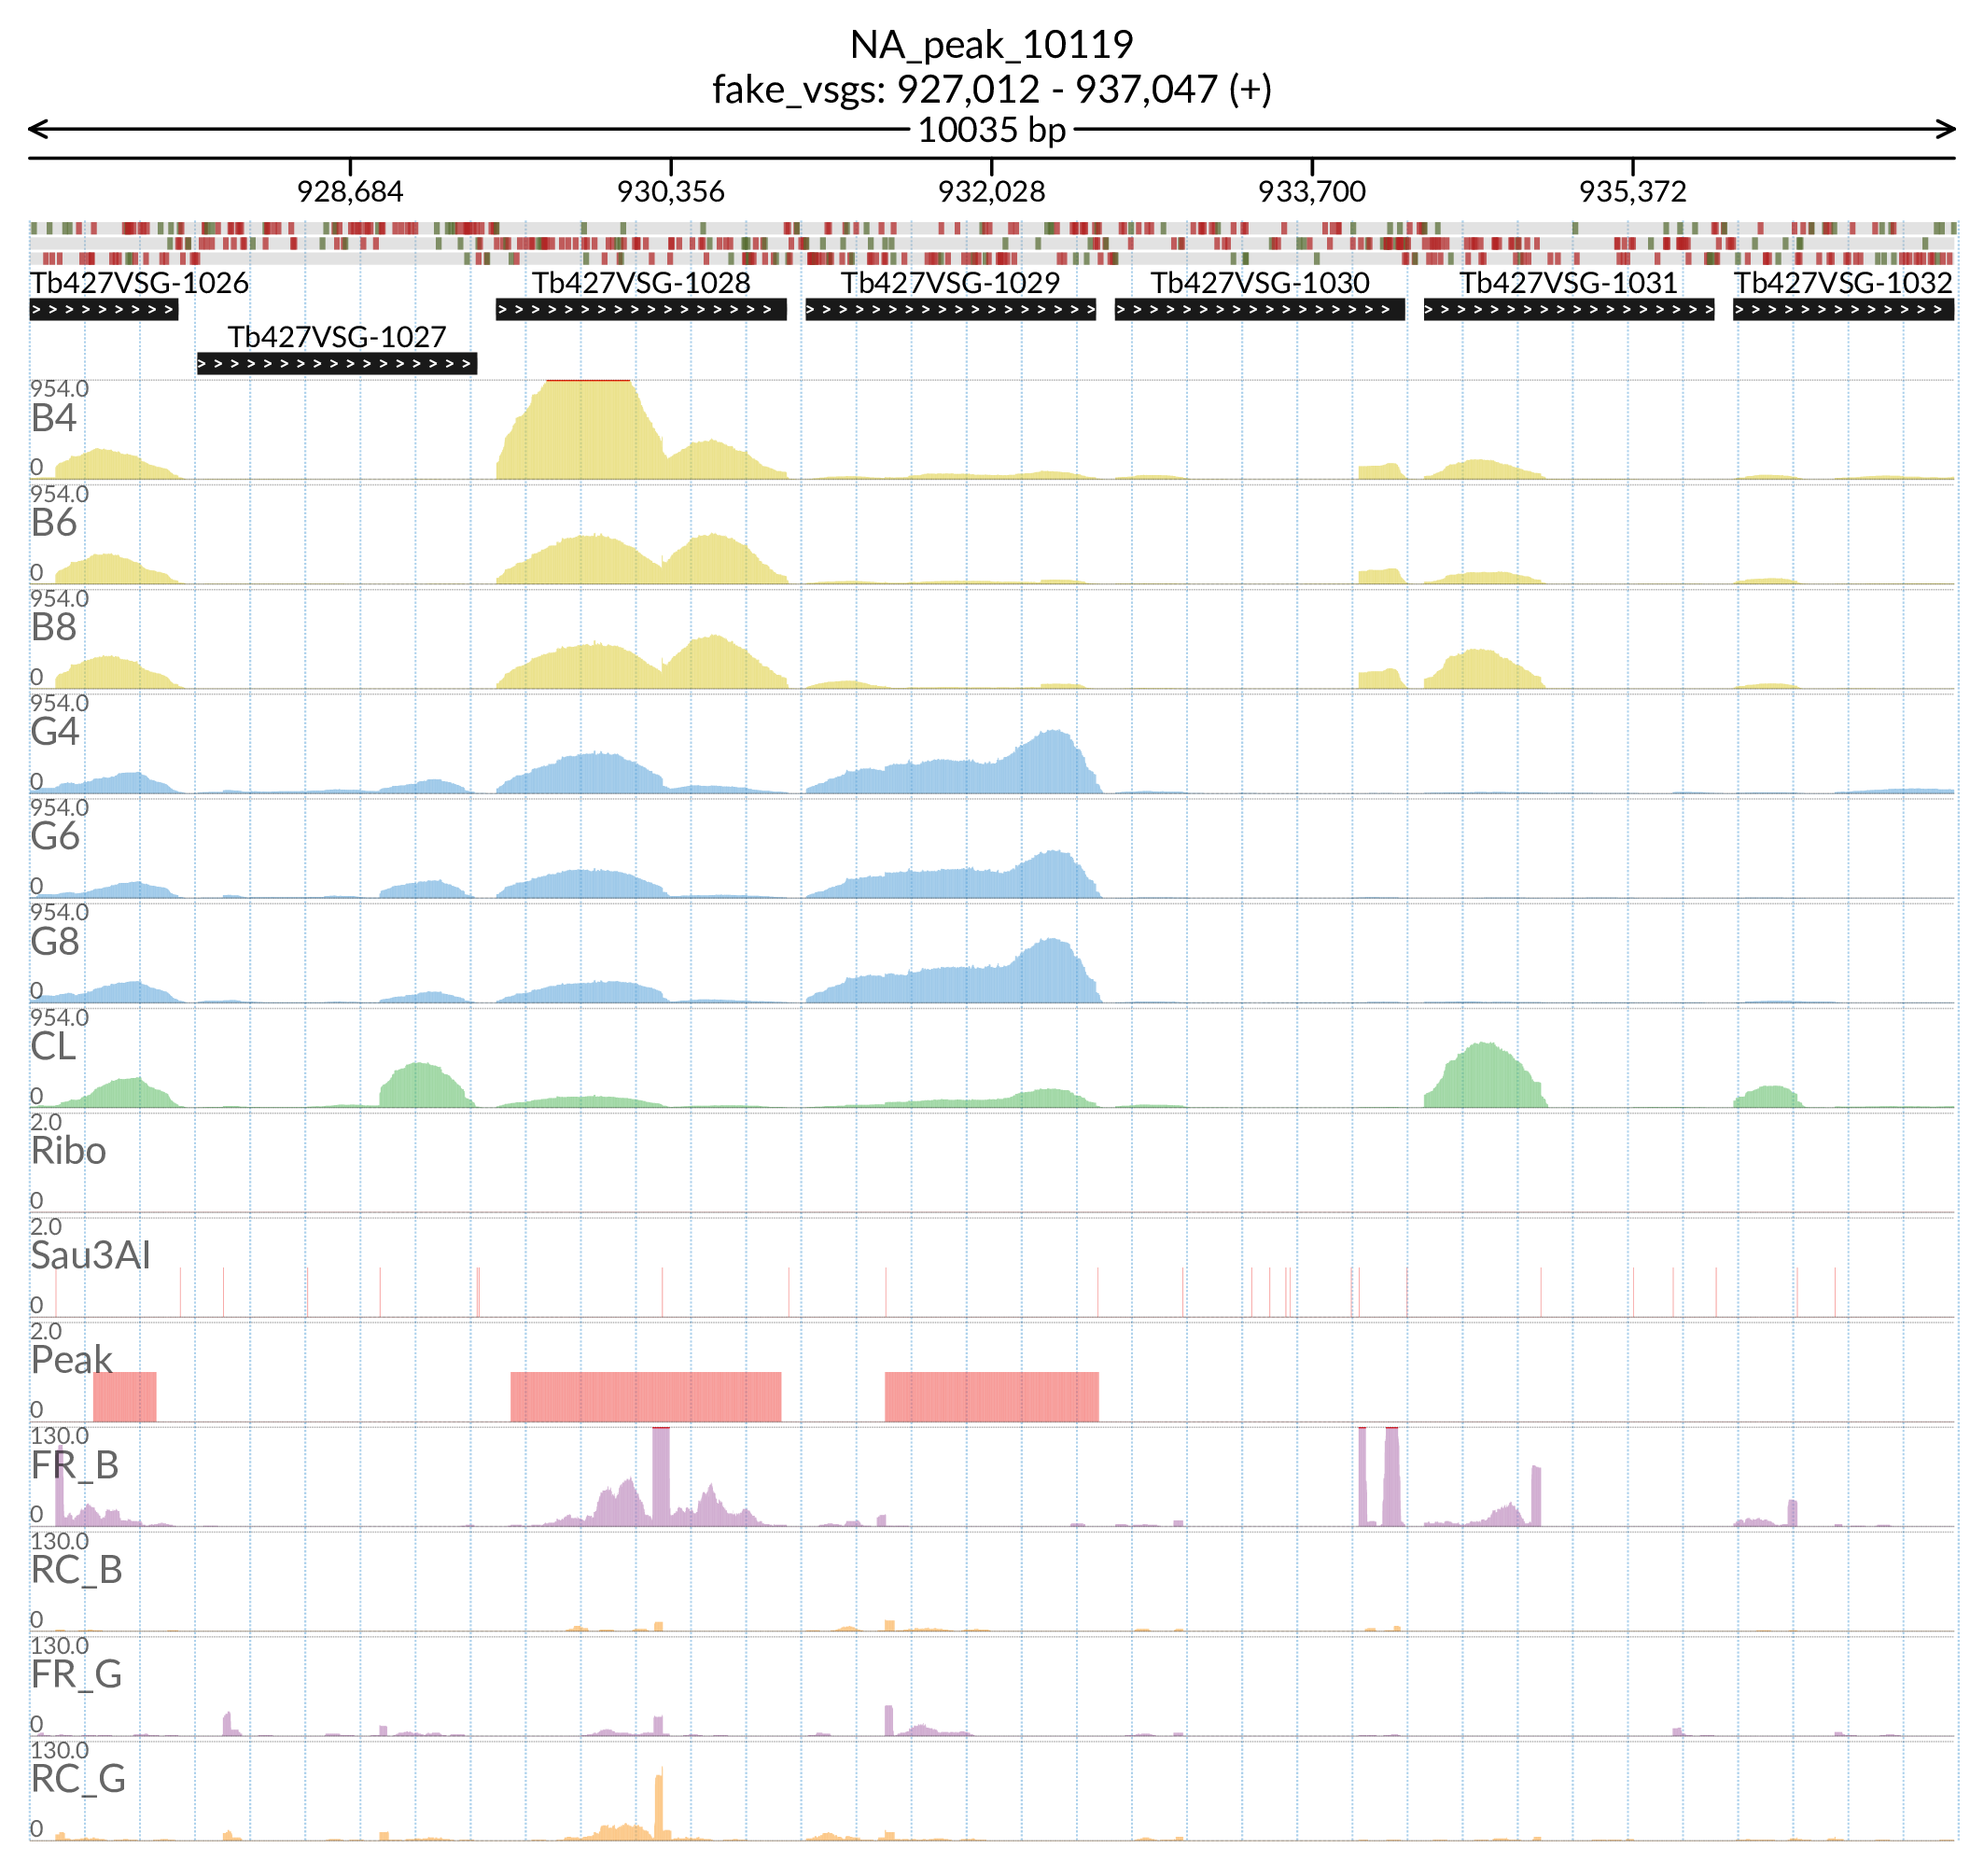 NA_peak_10119
fake_vsgs: 927,012 - 937,047 (+)
10035 bp
928,684 930,356 932,028 933,700 935,372
Tb427VSG-1026 Tb427VSG-1028 Tb427VSG-1029 Tb427VSG-1030 Tb427VSG-1031 Tb427VSG-1032
Tb427VSG-1027
954.0
B4
0
954.0
B6
0
954.0
B8
0
954.0
G4
0
954.0
G6
0
954.0
G8
0
954.0
CL
0
2.0
Ribo
0
2.0
Sau3AI
0
2.0
Peak
0
130.0
FR_B
0
130.0
RC_B
0
130.0
FR_G
0
130.0
RC_G
0